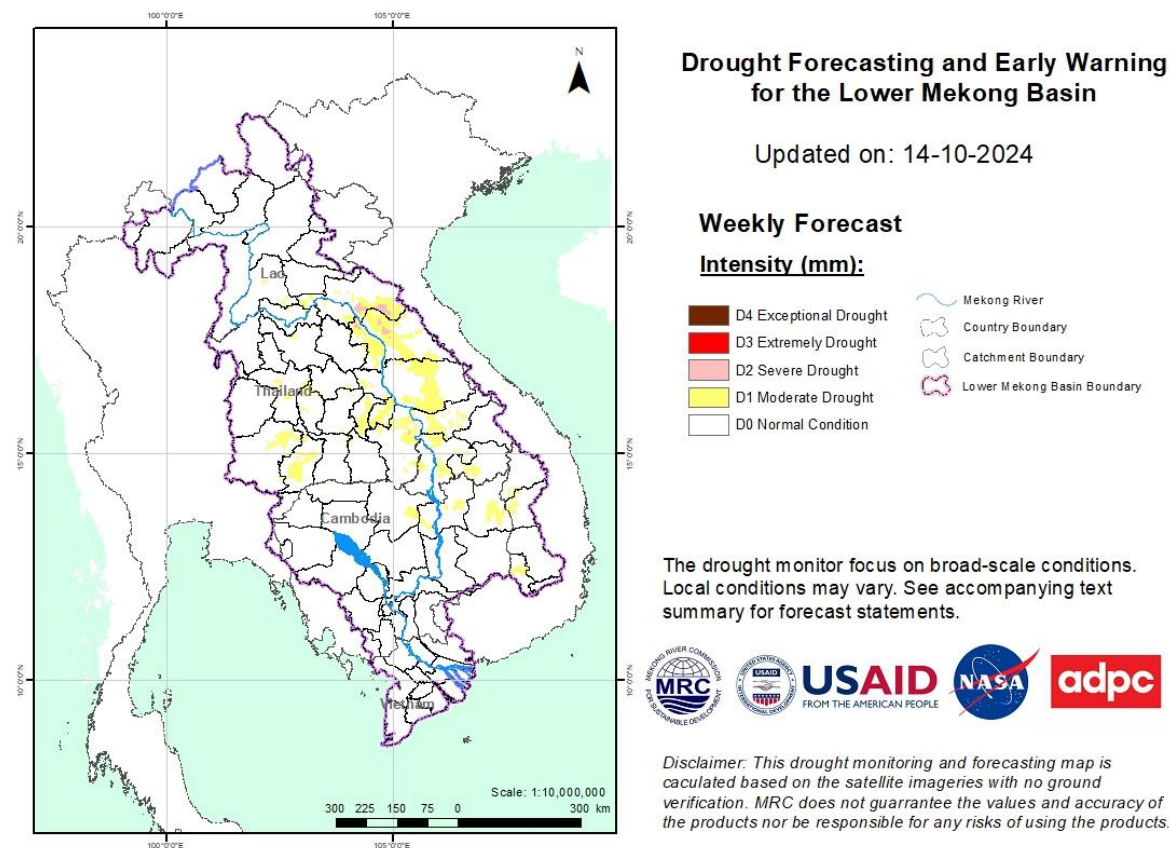 100°0'0"E 105°0'0"E
N
20°0'0"N 20°0'0"N
Lao
Thailand
15°0'0"N 15°0'0"N
Cambodia
10°0'0"N 10°0'0"N
Vietnam
Scale: 1:10,000,000
300 225 150 75 0 300 km
100°0'0"E 105°0'0"E
Drought Forecasting and Early Warning
for the Lower Mekong Basin
Updated on: 14-10-2024
Weekly Forecast
Intensity (mm):
D4 Exceptional Drought
D3 Extremely Drought
D2 Severe Drought
D1 Moderate Drought
D0 Normal Condition
Mekong River
Country Boundary
Catchment Boundary
Lower Mekong Basin Boundary
The drought monitor focus on broad-scale conditions.
Local conditions may vary. See accompanying text
summary for forecast statements.
MEKONG RIVER COMMISSION
MRC
FOR SUSTAINABLE DEVELOPMENT
UNITED STATES AGENCY
USAID
INTERNATIONAL DEVELOPMENT
USAID
FROM THE AMERICAN PEOPLE
NASA
adpc
Disclaimer: This drought monitoring and forecasting map is
caculated based on the satellite imageries with no ground
verification. MRC does not guarrantee the values and accuracy of
the products nor be responsible for any risks of using the products.